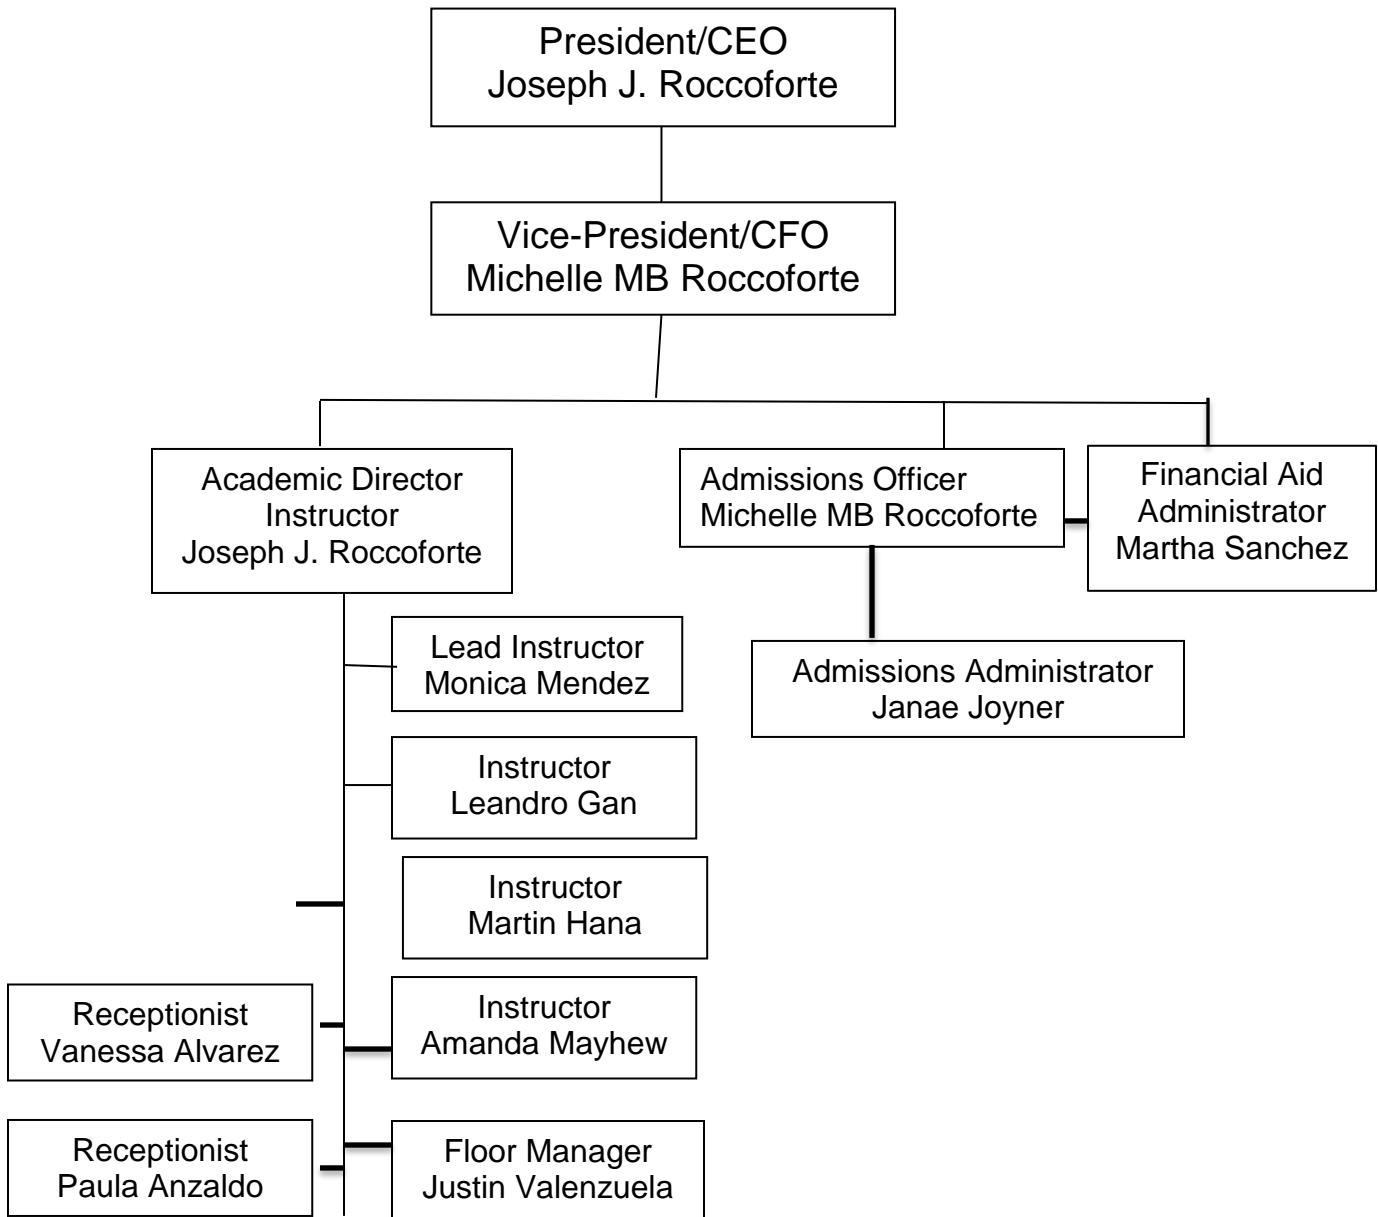 President/CEO
Joseph J. Roccoforte
Vice-President/CFO
Michelle MB Roccoforte
Academic Director
Instructor
Joseph J. Roccoforte
Admissions Officer
Michelle MB Roccoforte
Financial Aid
Administrator
Martha Sanchez
Lead Instructor
Monica Mendez
Admissions Administrator
Janae Joyner
Instructor
Leandro Gan
Instructor
Martin Hana
Receptionist
Vanessa Alvarez
Instructor
Amanda Mayhew
Receptionist
Paula Anzaldo
Floor Manager
Justin Valenzuela